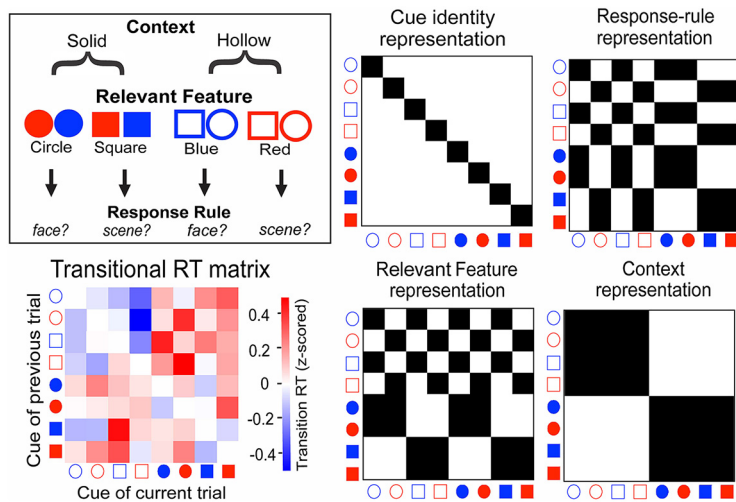 Context
Solid
Hollow
Relevant Feature
Circle
Square
Blue
Red
Response Rule
face?
scene?
face?
scene?
Cue identity
representation
Response-rule
representation
Transitional RT matrix
Cue of previous trial
Cue of current trial
0.4
0.2
0
-0.2
-0.4
Transition RT (z-scored)
Relevant Feature
representation
Context
representation